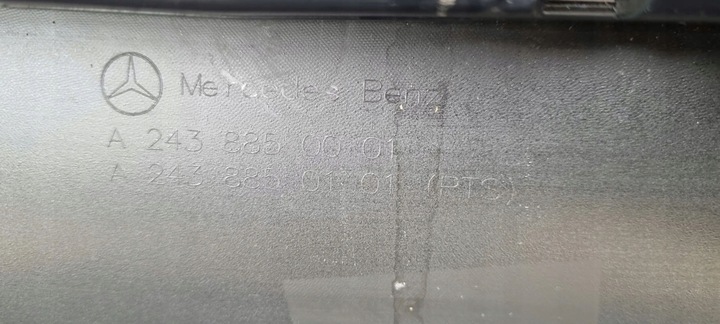 Mercedes Benz
A 243 885 00 01
A 243 885 01 01 (PTS)